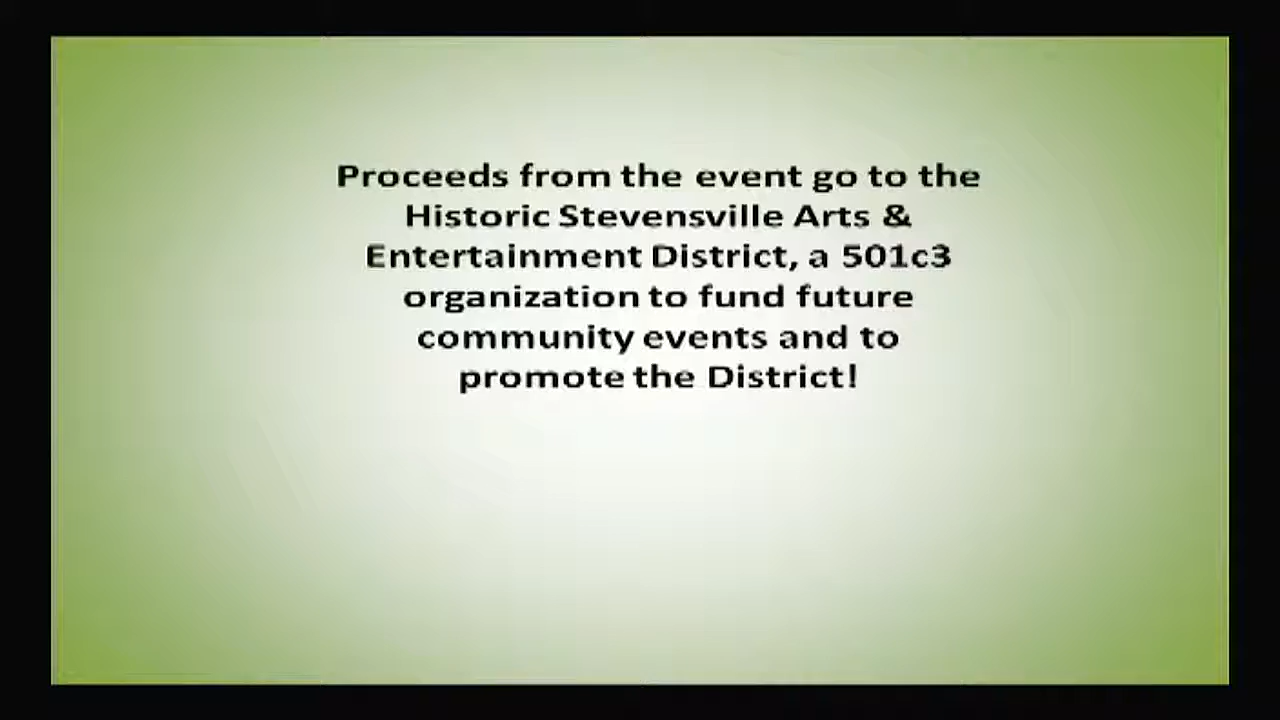 Proceeds from the event go to the
Historic Stevensville Arts &
Entertainment District, a 501c3
organization to fund future
community events and to
promote the District!